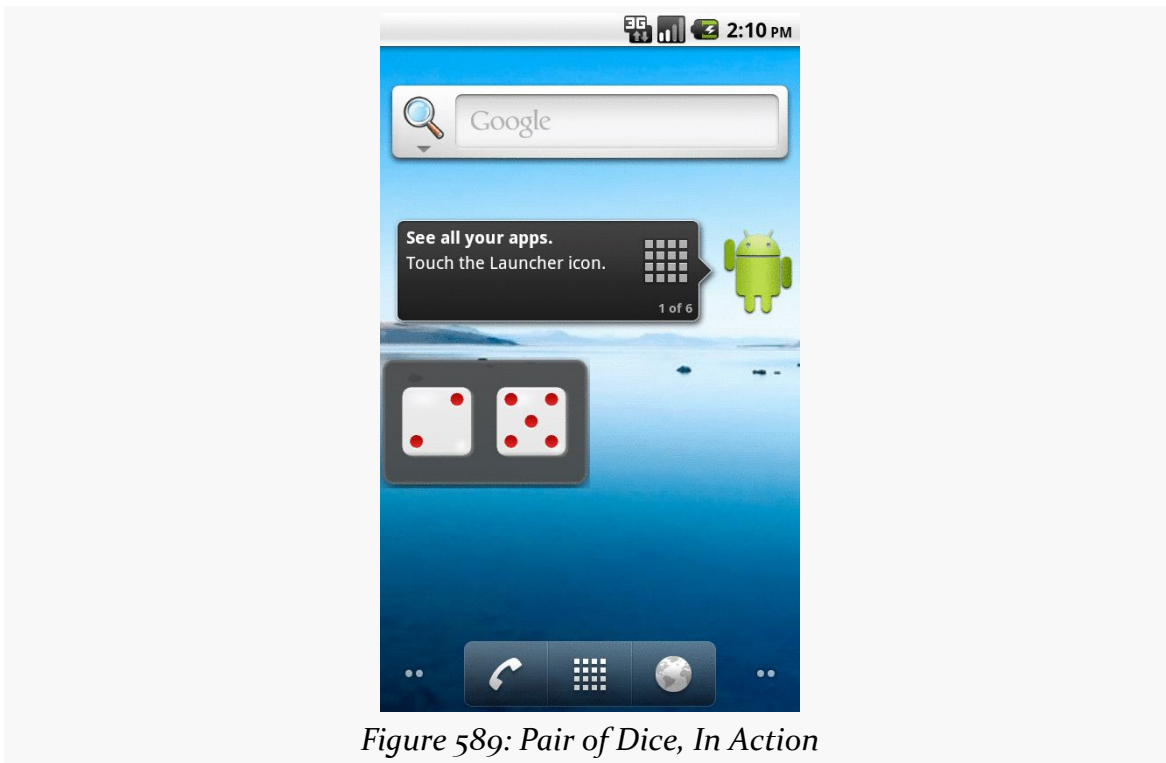 3G
2:10 PM
Google
See all your apps.
Touch the Launcher icon.
1 of 6
Figure 589: Pair of Dice, In Action